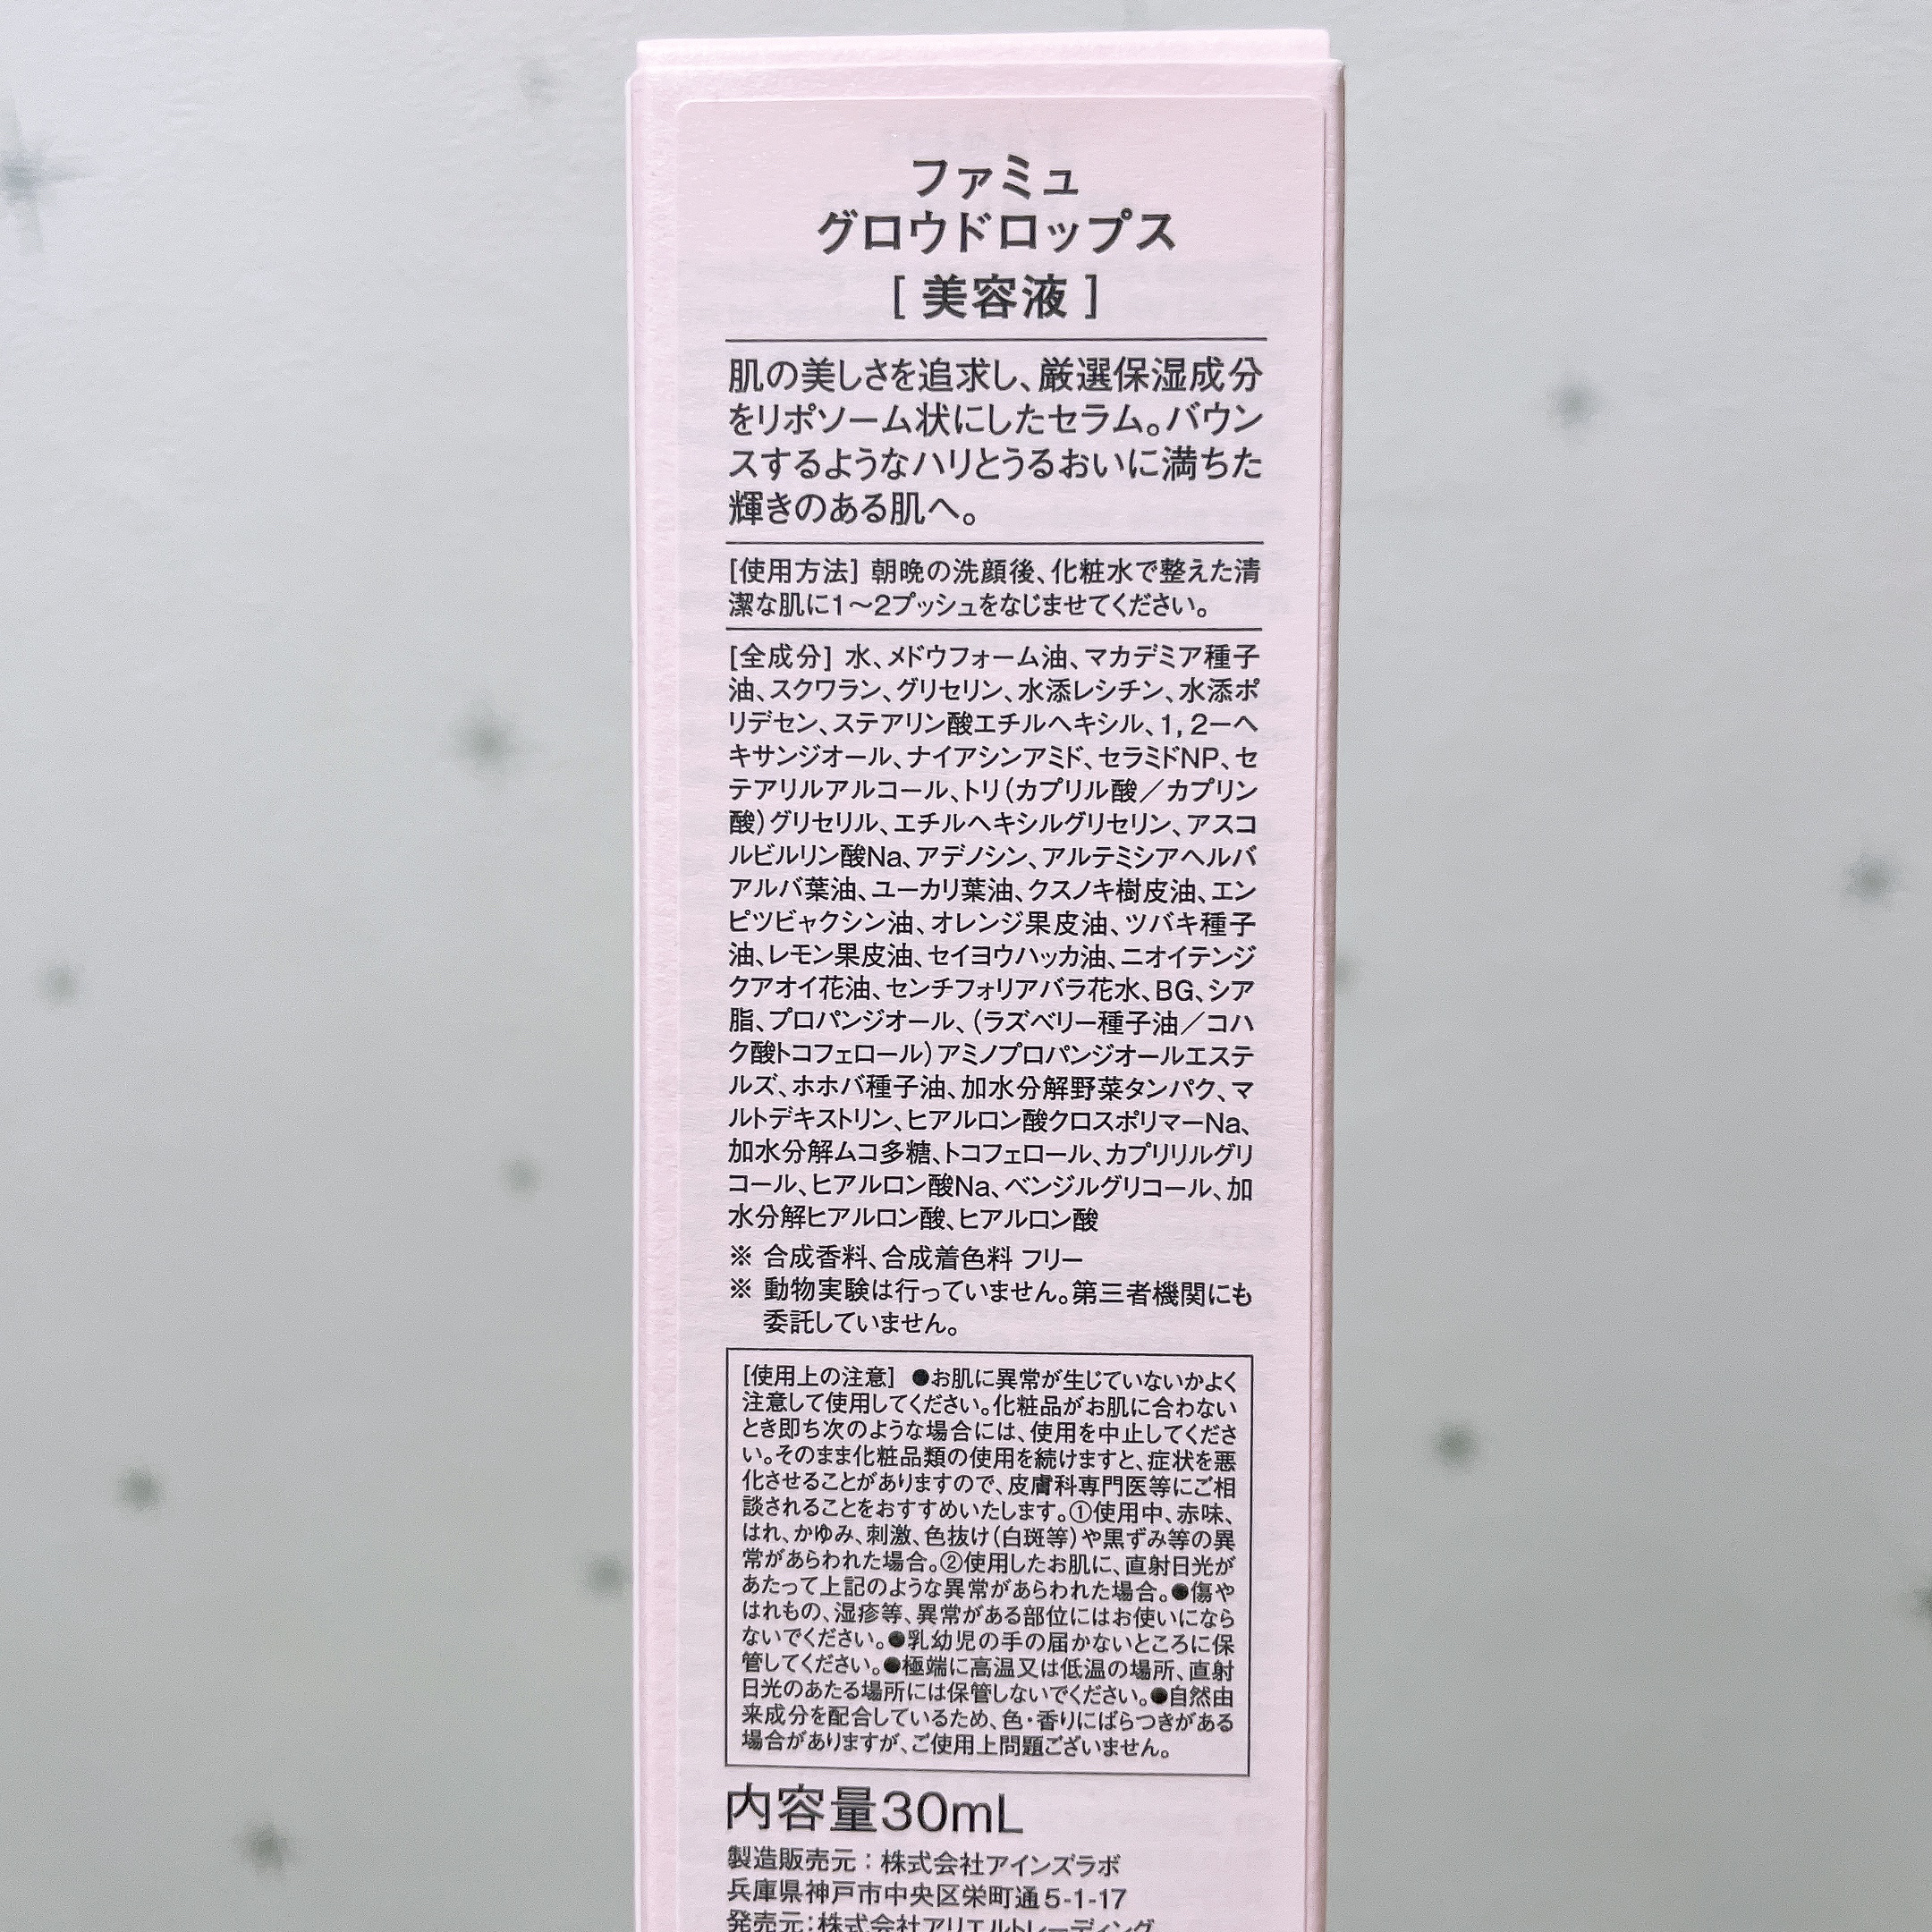 ファミュ
グロウドロップス
[ 美容液 ]
肌の美しさを追求し、厳選保湿成分
をリポソーム状にしたセラム。バウン
スするようなハリとうるおいに満ちた
輝きのある肌へ。
[使用方法] 朝晩の洗顔後、化粧水で整えた清
潔な肌に1〜2プッシュをなじませてください。
[全成分] 水、メドウフォーム油、マカデミア種子
油、スクワラン、グリセリン、水添レシチン、水添ポ
リデセン、ステアリン酸エチルヘキシル、1, 2ーヘ
キサンジオール、ナイアシンアミド、セラミドNP、セ
テアリルアルコール、トリ(カプリル酸／カプリン
酸)グリセリル、エチルヘキシルグリセリン、アスコ
ルビルリン酸Na、アデノシン、アルテミシアヘルバ
アルバ葉油、ユーカリ葉油、クスノキ樹皮油、エン
ピツビャクシン油、オレンジ果皮油、ツバキ種子
油、レモン果皮油、セイヨウハッカ油、ニオイテンジ
クアオイ花油、センチフォリアバラ花水、BG、シア
脂、プロパンジオール、(ラズベリー種子油／コハ
ク酸トコフェロール)アミノプロパンジオールエステ
ルズ、ホホバ種子油、加水分解野菜タンパク、マ
ルトデキストリン、ヒアルロン酸クロスポリマーNa、
加水分解ムコ多糖、トコフェロール、カプリリルグリ
コール、ヒアルロン酸Na、ベンジルグリコール、加
水分解ヒアルロン酸、ヒアルロン酸
※ 合成香料、合成着色料 フリー
※ 動物実験は行っていません。第三者機関にも
委託していません。
[使用上の注意] ●お肌に異常が生じていないかよく
注意して使用してください。化粧品がお肌に合わない
とき即ち次のような場合には、使用を中止してくださ
い。そのまま化粧品類の使用を続けますと、症状を悪
化させることがありますので、皮膚科専門医等にご相
談されることをおすすめいたします。①使用中、赤味、
はれ、かゆみ、刺激、色抜け(白斑等)や黒ずみ等の異
常があらわれた場合。②使用したお肌に、直射日光が
あたって上記のような異常があらわれた場合。●傷や
はれもの、湿疹等、異常がある部位にはお使いになら
ないでください。●乳幼児の手の届かないところに保
管してください。●極端に高温又は低温の場所、直射
日光のあたる場所には保管しないでください。●自然由
来成分を配合しているため、色・香りにばらつきがある
場合がありますが、ご使用上問題ございません。
内容量30mL
製造販売元：株式会社アインズラボ
兵庫県神戸市中央区栄町通5-1-17
発売元：株式会社アリエルトレーディング